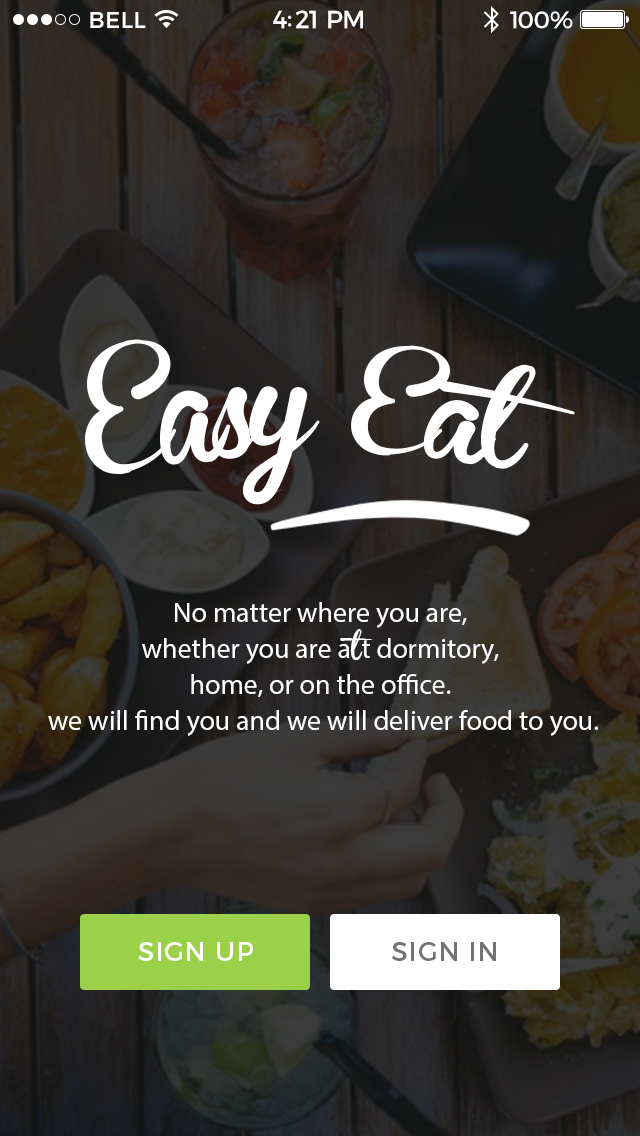 BELL 4:21 PM 100%
Easy Eat
No matter where you are,
whether you are at dormitory,
home, or on the office.
we will find you and we will deliver food to you.
SIGN UP SIGN IN